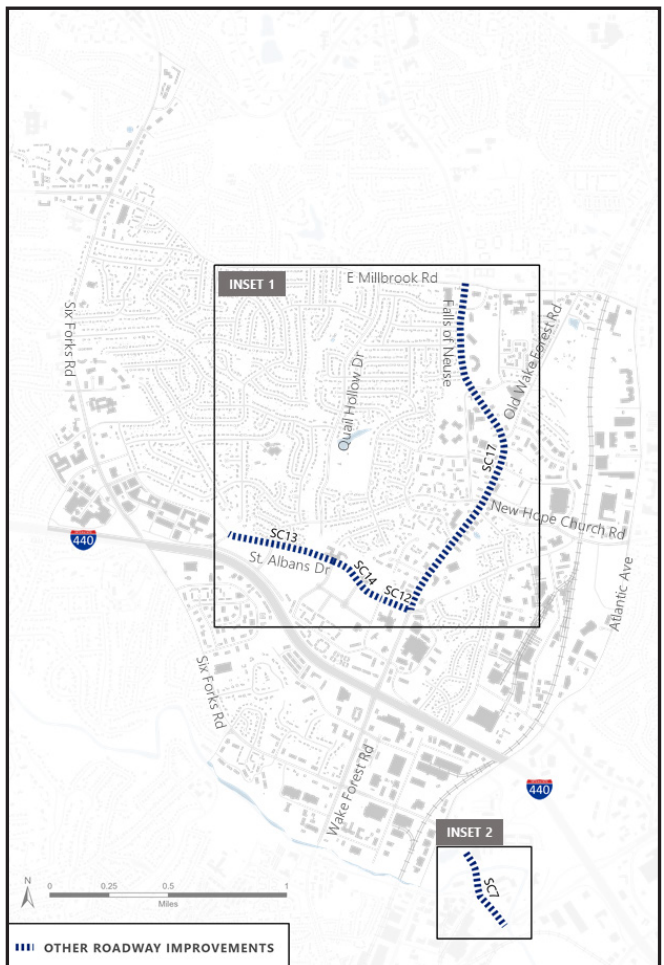 INSET 1
E Millbrook Rd
Six Forks Rd
Falls of Neuse
Old Wake Forest Rd
Quail Hollow Dr
SC17
New Hope Church Rd
SC13
440
St. Albans Dr
SC14
SC12
Atlantic Ave
Six Forks Rd
Wake Forest Rd
440
INSET 2
SC7
N
0 0.25 0.5 1
Miles
OTHER ROADWAY IMPROVEMENTS